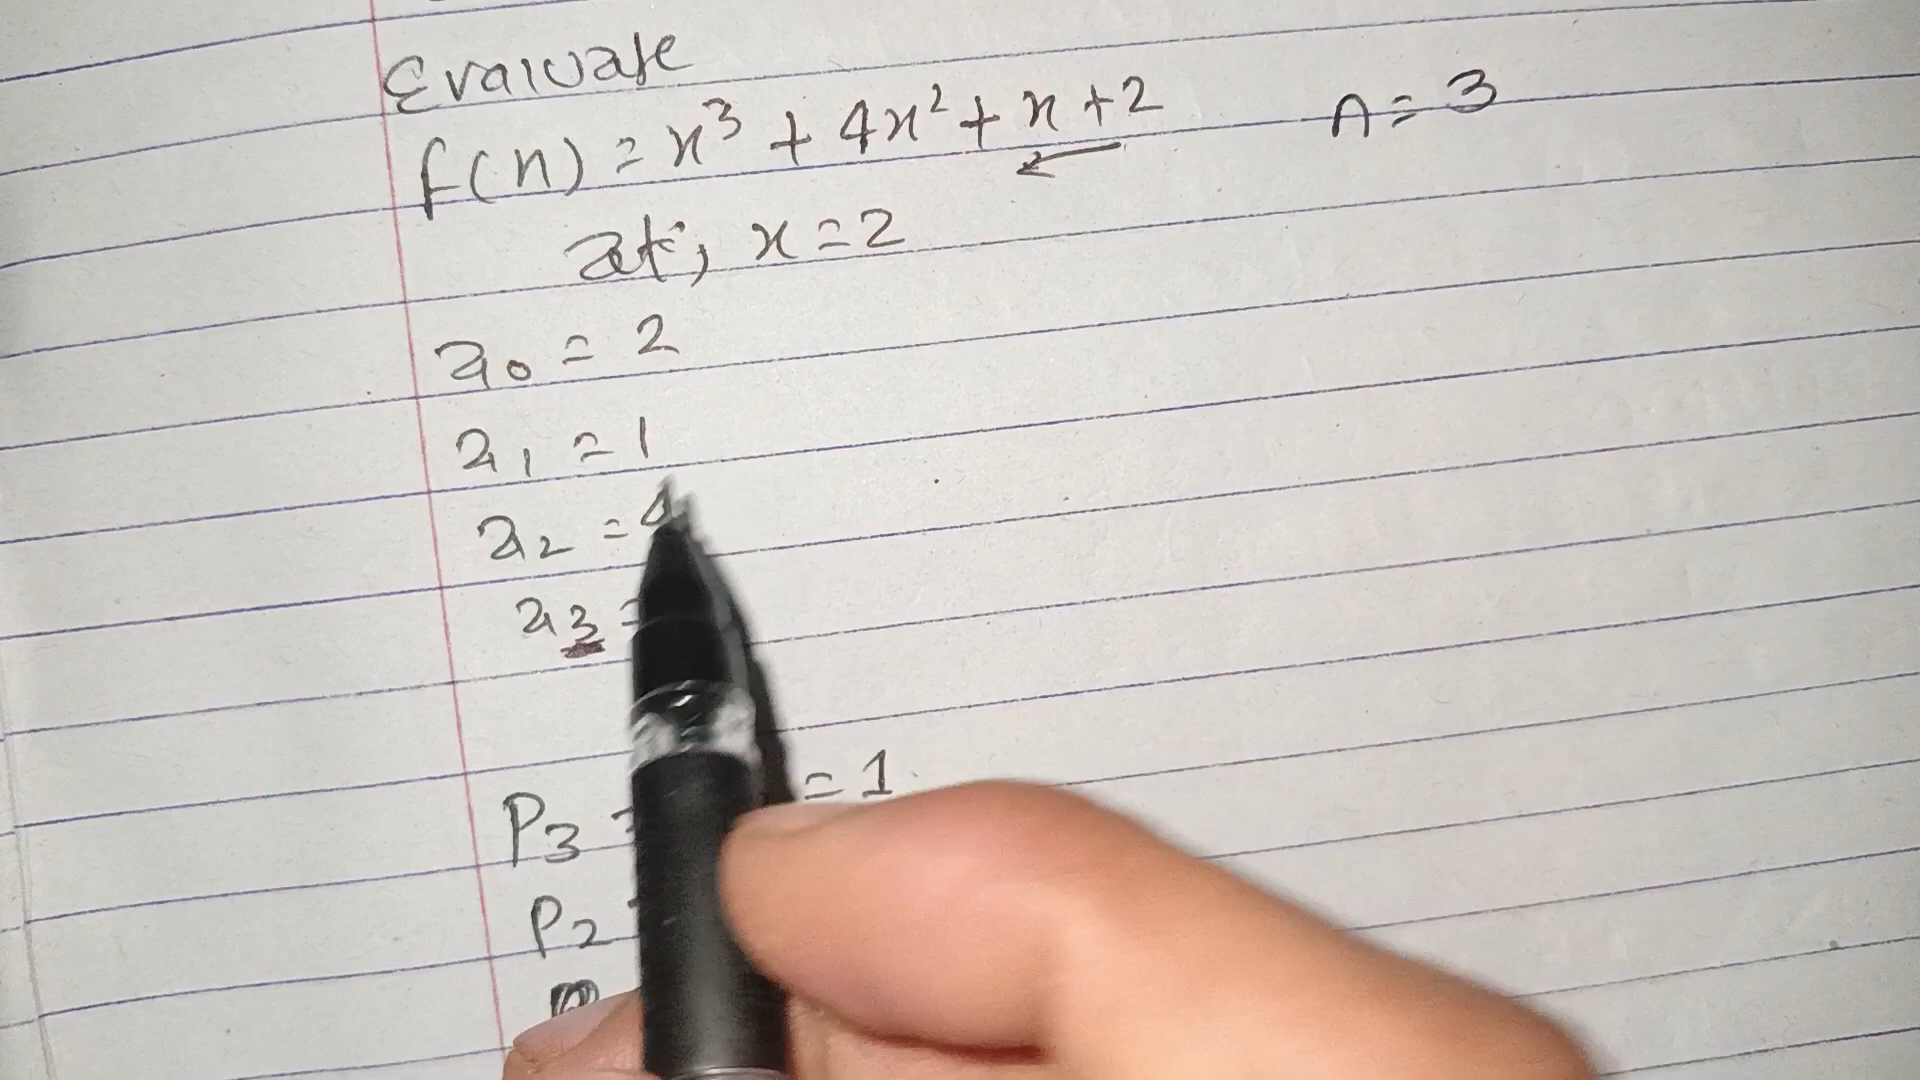 Evaluate
f(x) = x³ + 4x² + x + 2 n = 3
at, x = 2
a₀ = 2
a₁ = 1
a₂ = 4
a₃ =
P₃ = = 1
P₂ =